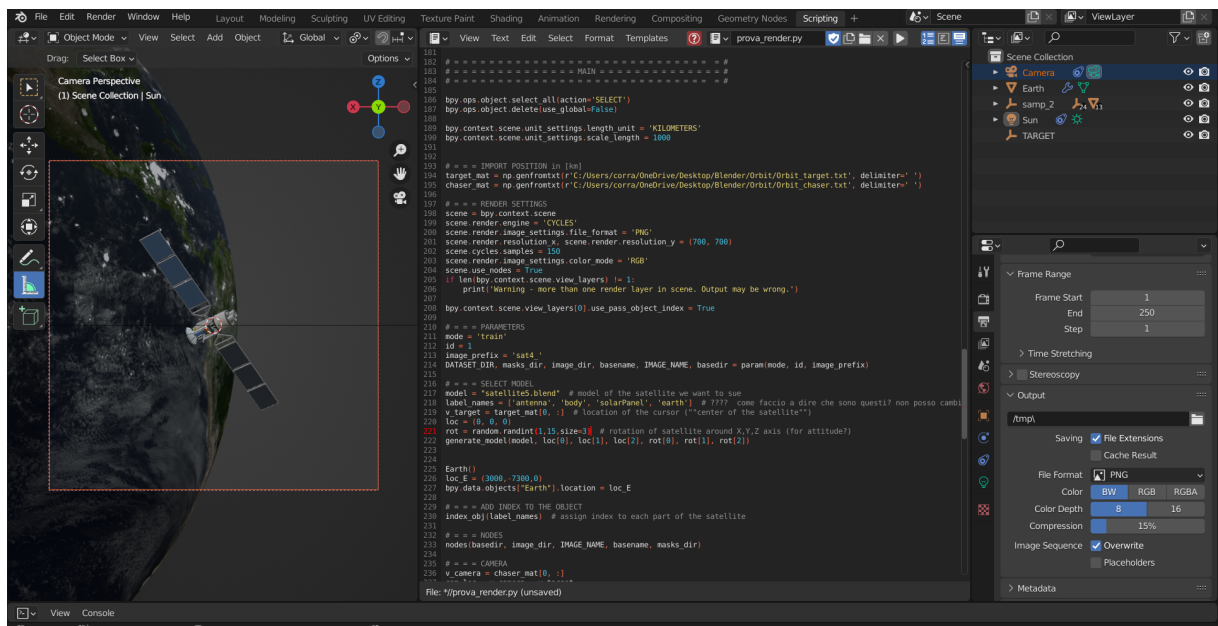 File Edit Render Window Help Layout Modeling Sculpting UV Editing Texture Paint Shading Animation Rendering Compositing Geometry Nodes Scripting + Scene ViewLayer
Object Mode View Select Add Object Global View Text Edit Select Format Templates prova_render.py
Drag: Select Box Options
Camera Perspective
(1) Scene Collection | Sun
Z
X Y
181
182 # = = = = = = = = = = = = = = = = = = = = = = = = = = = = = = #
183 # = = = = = = = = = = = = = = MAIN = = = = = = = = = = = = = #
184 # = = = = = = = = = = = = = = = = = = = = = = = = = = = = = = #
185
186 bpy.ops.object.select_all(action='SELECT')
187 bpy.ops.object.delete(use_global=False)
188
189 bpy.context.scene.unit_settings.length_unit = 'KILOMETERS'
190 bpy.context.scene.unit_settings.scale_length = 1000
191
192
193 # = = = IMPORT POSITION in [km]
194 target_mat = np.genfromtxt(r'C:/Users/corra/OneDrive/Desktop/Blender/Orbit/Orbit_target.txt', delimiter=' ')
195 chaser_mat = np.genfromtxt(r'C:/Users/corra/OneDrive/Desktop/Blender/Orbit/Orbit_chaser.txt', delimiter=' ')
196
197 # = = = RENDER SETTINGS
198 scene = bpy.context.scene
199 scene.render.engine = 'CYCLES'
200 scene.render.image_settings.file_format = 'PNG'
201 scene.render.resolution_x, scene.render.resolution_y = (700, 700)
202 scene.cycles.samples = 150
203 scene.render.image_settings.color_mode = 'RGB'
204 scene.use_nodes = True
205 if len(bpy.context.scene.view_layers) != 1:
206 print('Warning - more than one render layer in scene. Output may be wrong.')
207
208 bpy.context.scene.view_layers[0].use_pass_object_index = True
209
210 # = = = PARAMETERS
211 mode = 'train'
212 id = 1
213 image_prefix = 'sat4_'
214 DATASET_DIR, masks_dir, image_dir, basename, IMAGE_NAME, basedir = param(mode, id, image_prefix)
215
216 # = = = SELECT MODEL
217 model = "satellite5.blend" # model of the satellite we want to sue
218 label_names = ['antenna', 'body', 'solarPanel', 'earth'] # ???? come faccio a dire che sono questi? non posso cambi
219 v_target = target_mat[0, :] # location of the cursor (""center of the satellite"")
220 loc = (0, 0, 0)
221 rot = random.randint(1,15,size=3) # rotation of satellite around X,Y,Z axis (for attitude?)
222 generate_model(model, loc[0], loc[1], loc[2], rot[0], rot[1], rot[2])
223
224
225 Earth()
226 loc_E = (3000,-7300,0)
227 bpy.data.objects["Earth"].location = loc_E
228
229 # = = = ADD INDEX TO THE OBJECT
230 index_obj(label_names) # assign index to each part of the satellite
231
232 # = = = NODES
233 nodes(basedir, image_dir, IMAGE_NAME, basename, masks_dir)
234
235 # = = = CAMERA
236 v_camera = chaser_mat[0, :]
File: *//prova_render.py (unsaved)
Scene Collection
Camera
Earth
samp_2 24 13
Sun
TARGET
Frame Range
Frame Start 1
End 250
Step 1
Time Stretching
Stereoscopy
Output
/tmp\
Saving File Extensions
Cache Result
File Format PNG
Color BW RGB RGBA
Color Depth 8 16
Compression 15%
Image Sequence Overwrite
Placeholders
Metadata
View Console